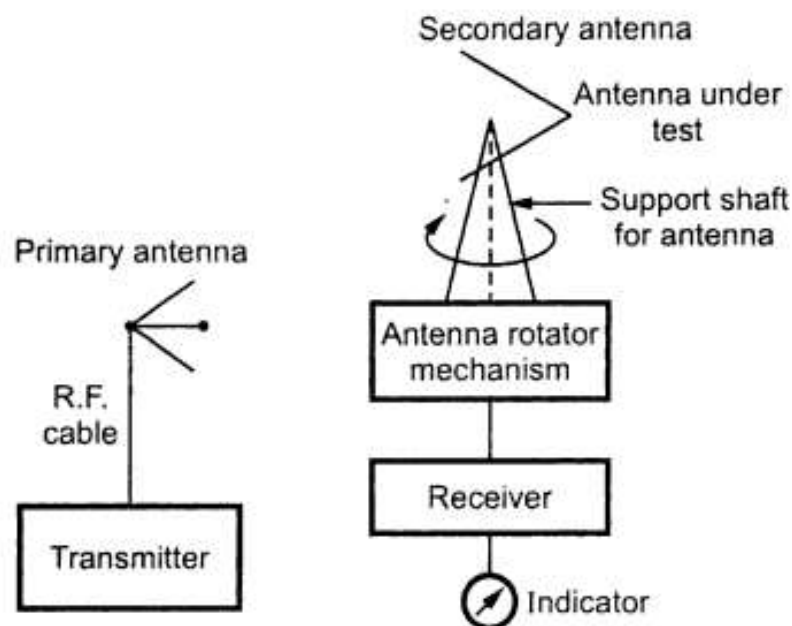 Secondary antenna
Antenna under
test
Support shaft
for antenna
Primary antenna
R.F.
cable
Antenna rotator
mechanism
Receiver
Transmitter
Indicator